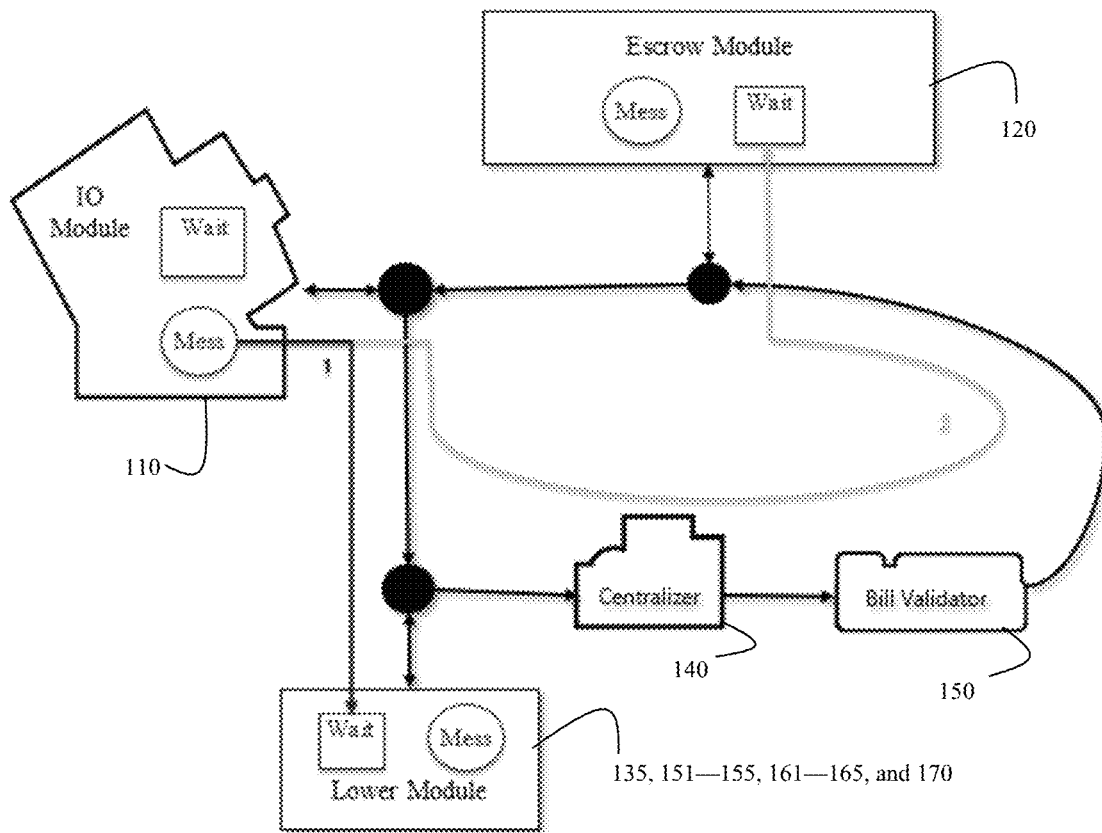 Escrow Module
Mess
Wait
120
IO
Module
Wait
Mess
1
110
Centralizer
Bill Validator
140
150
Wait
Mess
Lower Module
135, 151—155, 161—165, and 170